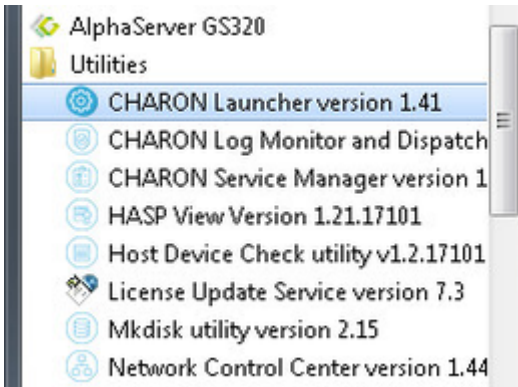 AlphaServer GS320
Utilities
CHARON Launcher version 1.41
CHARON Log Monitor and Dispatch
CHARON Service Manager version 1
HASP View Version 1.21.17101
Host Device Check utility v1.2.17101
License Update Service version 7.3
Mkdisk utility version 2.15
Network Control Center version 1.44